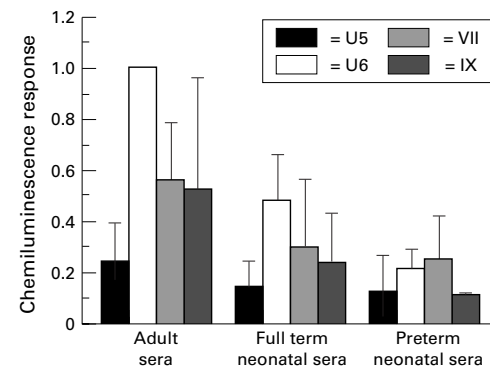 Chemiluminescence response
1.2
1.0
0.8
0.6
0.4
0.2
0
= U5
= VII
= U6
= IX
Adult
sera
Full term
neonatal sera
Preterm
neonatal sera